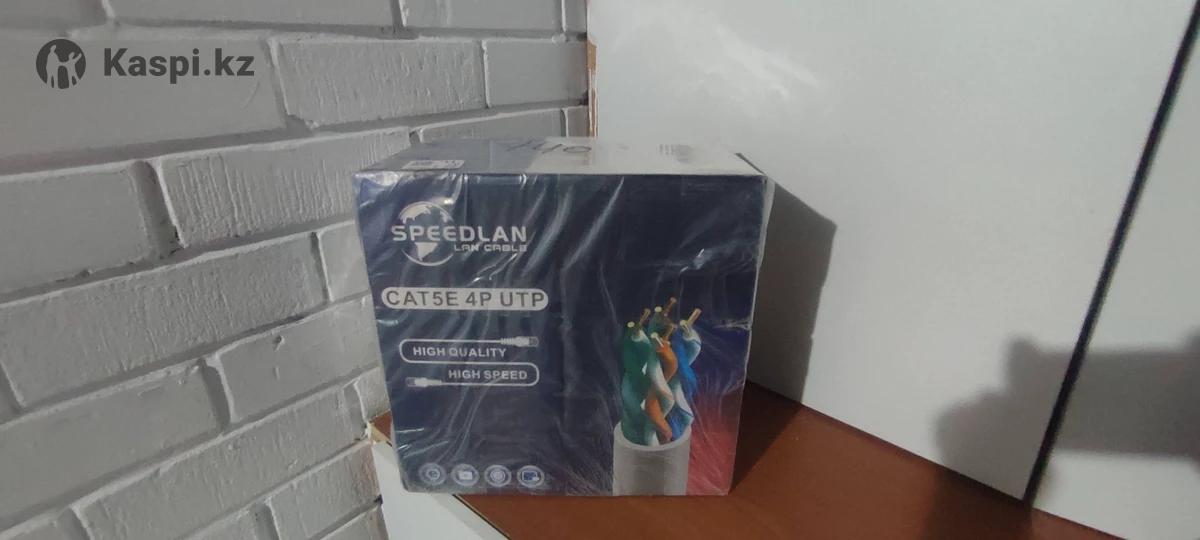 Kaspi.kz
SPEEDLAN
LAN CABLE
CAT5E 4P UTP
HIGH QUALITY
HIGH SPEED